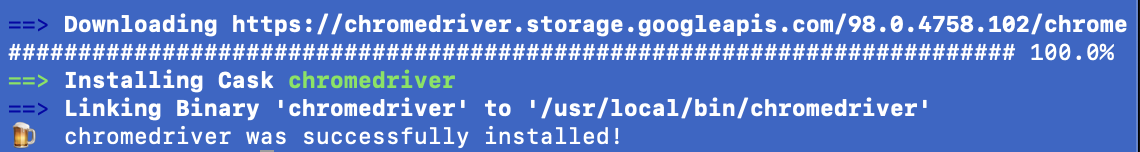 ==> Downloading https://chromedriver.storage.googleapis.com/98.0.4758.102/chrome
######################################################################## 100.0%
==> Installing Cask chromedriver
==> Linking Binary 'chromedriver' to '/usr/local/bin/chromedriver'
🍺 chromedriver was successfully installed!